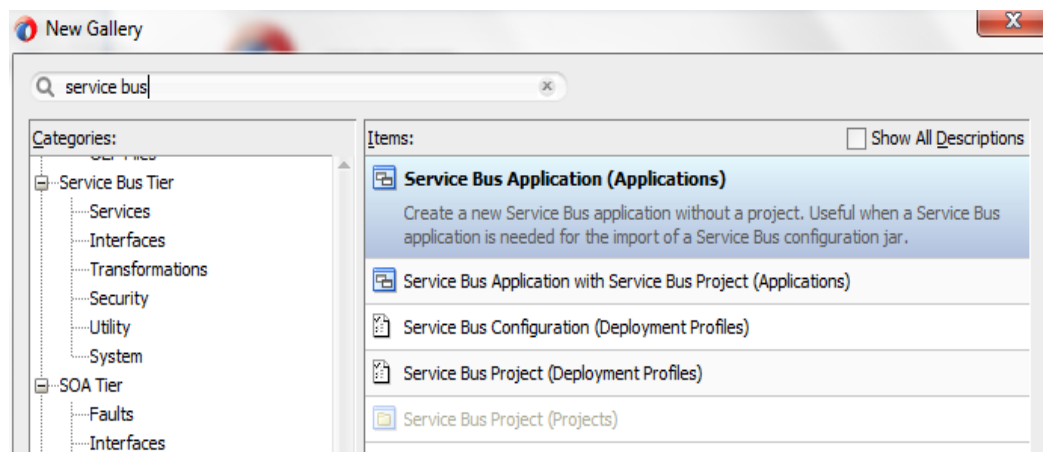 New Gallery
X
service bus
Categories:
Service Bus Tier
Services
Interfaces
Transformations
Security
Utility
System
SOA Tier
Faults
Interfaces
Items:
Show All Descriptions
Service Bus Application (Applications)
Create a new Service Bus application without a project. Useful when a Service Bus
application is needed for the import of a Service Bus configuration jar.
Service Bus Application with Service Bus Project (Applications)
Service Bus Configuration (Deployment Profiles)
Service Bus Project (Deployment Profiles)
Service Bus Project (Projects)